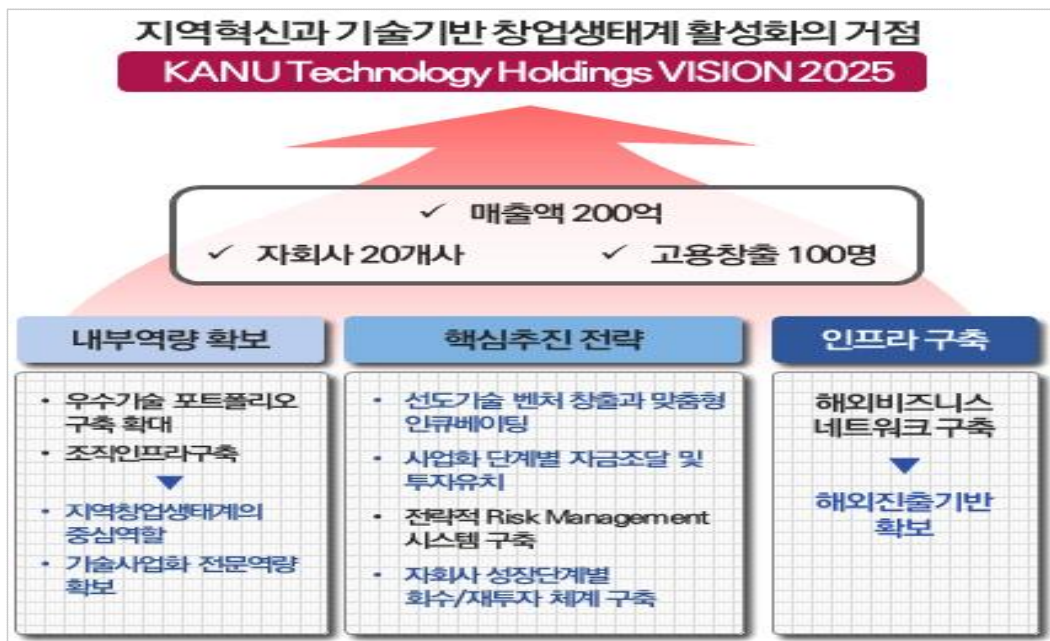 지역혁신과 기술기반 창업생태계 활성화의 거점
KANU Technology Holdings VISION 2025
✓ 매출액 200억
✓ 자회사 20개사
✓ 고용창출 100명
내부역량 확보
• 우수기술 포트폴리오
구축 확대
• 조직인프라구축
▼
• 지역창업생태계의
중심역할
• 기술사업화 전문역량
확보
핵심추진 전략
• 선도기술 벤처 창출과 맞춤형
인큐베이팅
• 사업화 단계별 자금조달 및
투자유치
• 전략적 Risk Management
시스템 구축
• 자회사 성장단계별
회수/재투자 체계 구축
인프라 구축
해외비즈니스
네트워크 구축
▼
해외진출기반
확보